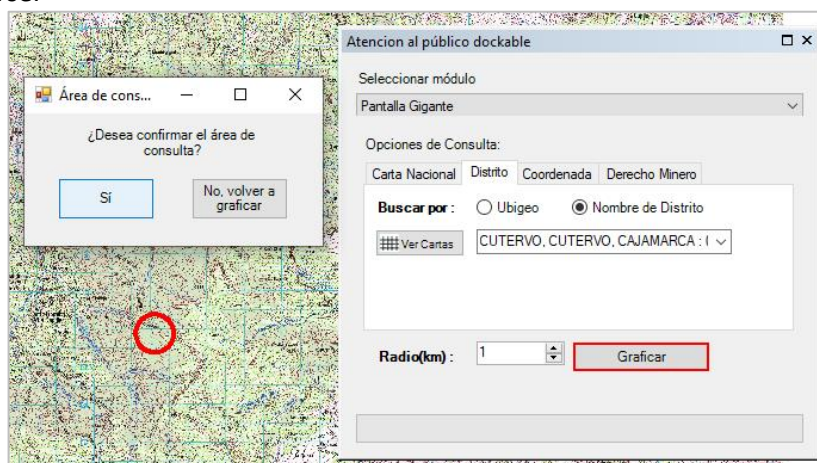 Atencion al público dockable
Seleccionar módulo
Pantalla Gigante
Opciones de Consulta:
Carta Nacional Distrito Coordenada Derecho Minero
Buscar por : Ubigeo Nombre de Distrito
Ver Cartas CUTERVO, CUTERVO, CAJAMARCA : (
Radio(km) : 1 Graficar
Área de cons...
¿Desea confirmar el área de
consulta?
Sí
No, volver a
graficar